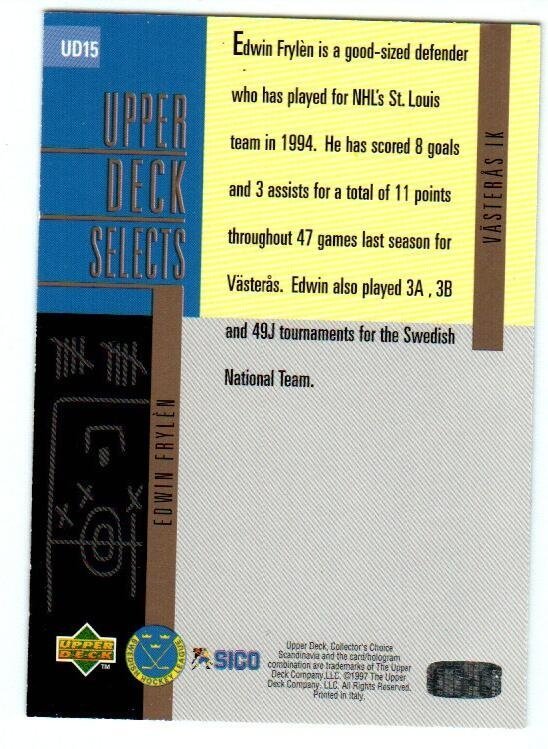 UD15
UPPER
DECK
SELECTS
Edwin Frylèn is a good-sized defender
who has played for NHL's St. Louis
team in 1994. He has scored 8 goals
and 3 assists for a total of 11 points
throughout 47 games last season for
Västerås. Edwin also played 3A , 3B
and 49J tournaments for the Swedish
National Team.
VÄSTERÅS IK
EDWIN FRYLÈN
UPPER
DECK
TM
SWEDISH HOCKEY LEAGUE
SICO
Upper Deck, Collector's Choice
Scandinavia and the card/hologram
combination are trademarks of The Upper
Deck Company.LLC. ©1997 The Upper
Deck Company. LLC. All Rights Reserved.
Printed in Italy.